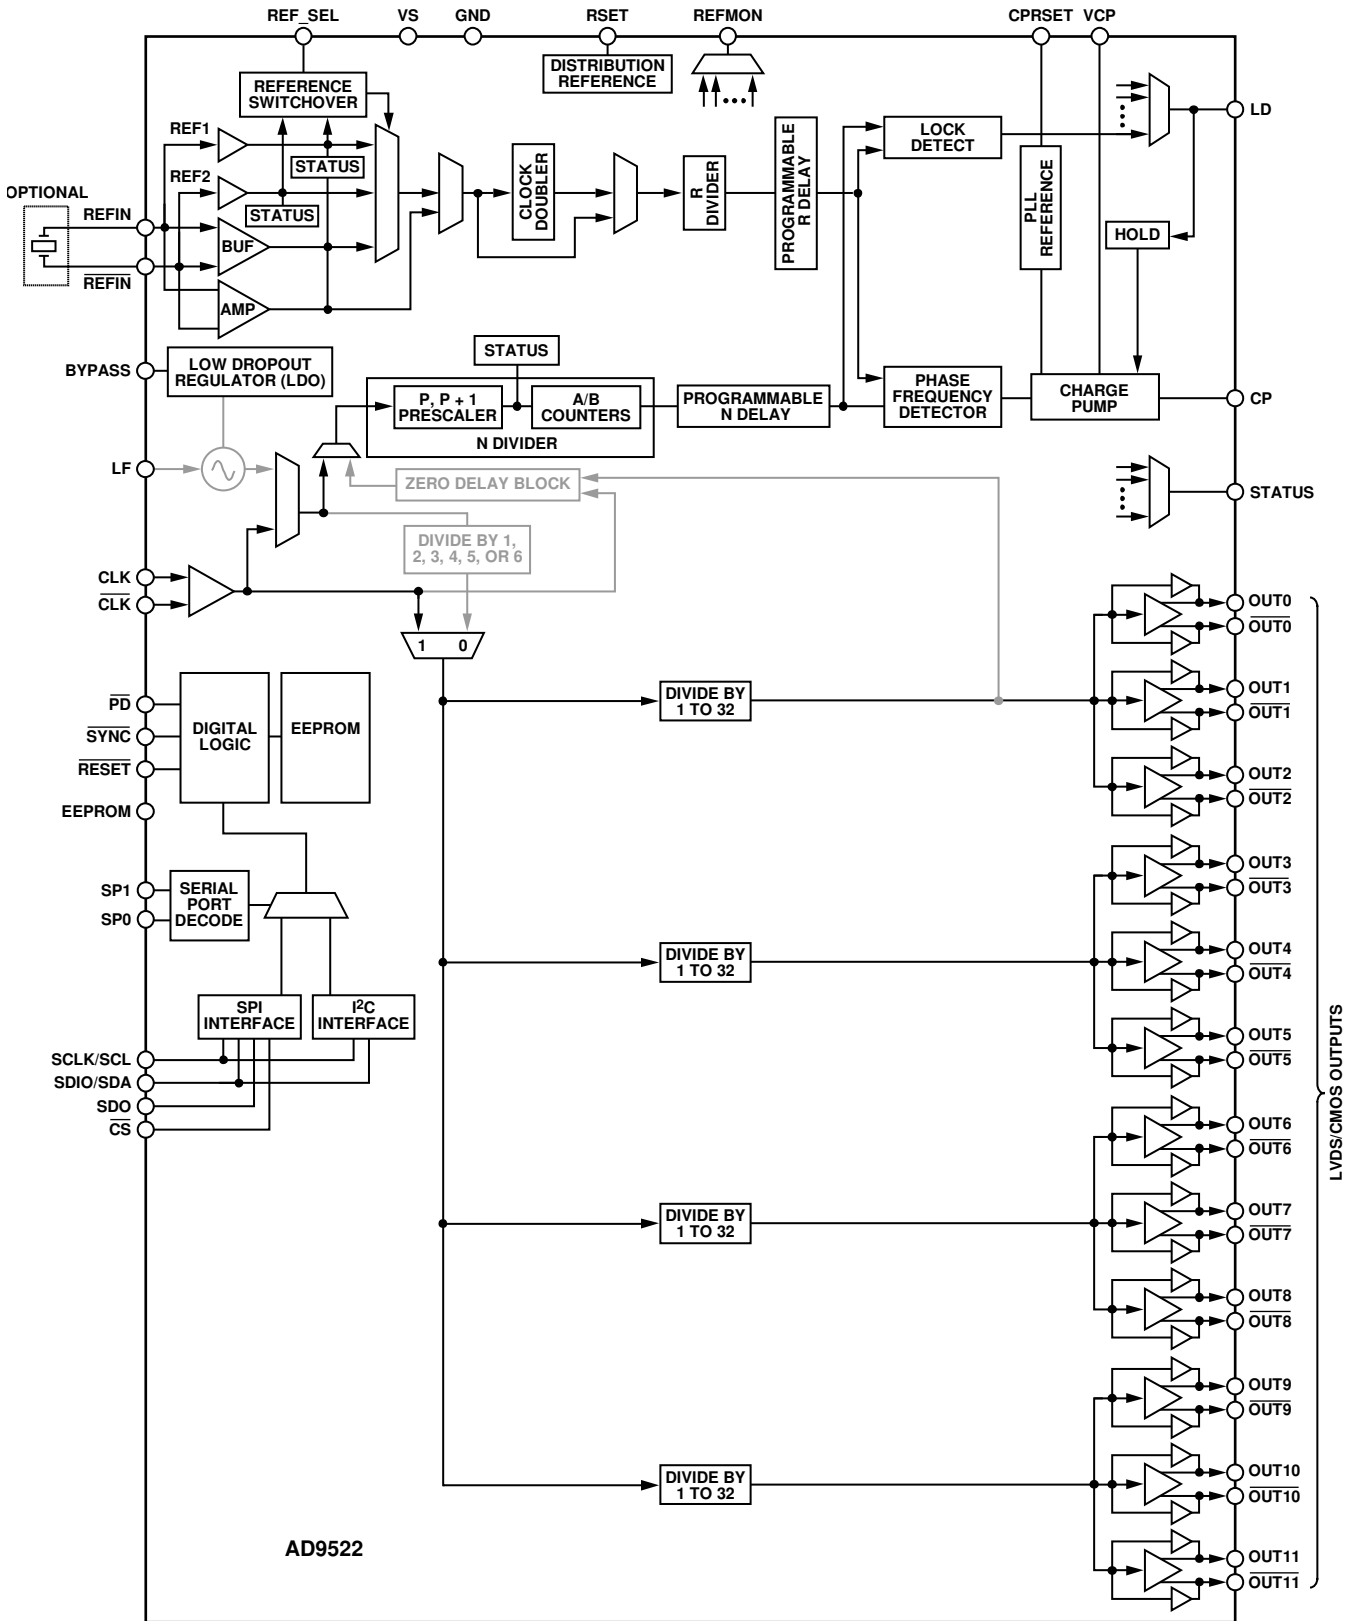 REF_SEL
VS
GND
RSET
REFMON
CPRSET
VCP
REFERENCE
SWITCHOVER
DISTRIBUTION
REFERENCE
LD
REF1
STATUS
REF2
STATUS
OPTIONAL
REFIN
REFIN
BUF
AMP
CLOCK
DOUBLER
R
DIVIDER
PROGRAMMABLE
R DELAY
LOCK
DETECT
PLL
REFERENCE
HOLD
BYPASS
LOW DROPOUT
REGULATOR (LDO)
STATUS
P, P + 1
PRESCALER
A/B
COUNTERS
N DIVIDER
PROGRAMMABLE
N DELAY
PHASE
FREQUENCY
DETECTOR
CHARGE
PUMP
CP
LF
ZERO DELAY BLOCK
STATUS
DIVIDE BY 1,
2, 3, 4, 5, OR 6
CLK
CLK
1
0
OUT0
OUT0
PD
SYNC
RESET
EEPROM
DIGITAL
LOGIC
EEPROM
DIVIDE BY
1 TO 32
OUT1
OUT1
OUT2
OUT2
SP1
SP0
SERIAL
PORT
DECODE
OUT3
OUT3
DIVIDE BY
1 TO 32
OUT4
OUT4
SPI
INTERFACE
I2C
INTERFACE
OUT5
OUT5
SCLK/SCL
SDIO/SDA
SDO
CS
LVDS/CMOS OUTPUTS
OUT6
OUT6
DIVIDE BY
1 TO 32
OUT7
OUT7
OUT8
OUT8
OUT9
OUT9
DIVIDE BY
1 TO 32
OUT10
OUT10
AD9522
OUT11
OUT11